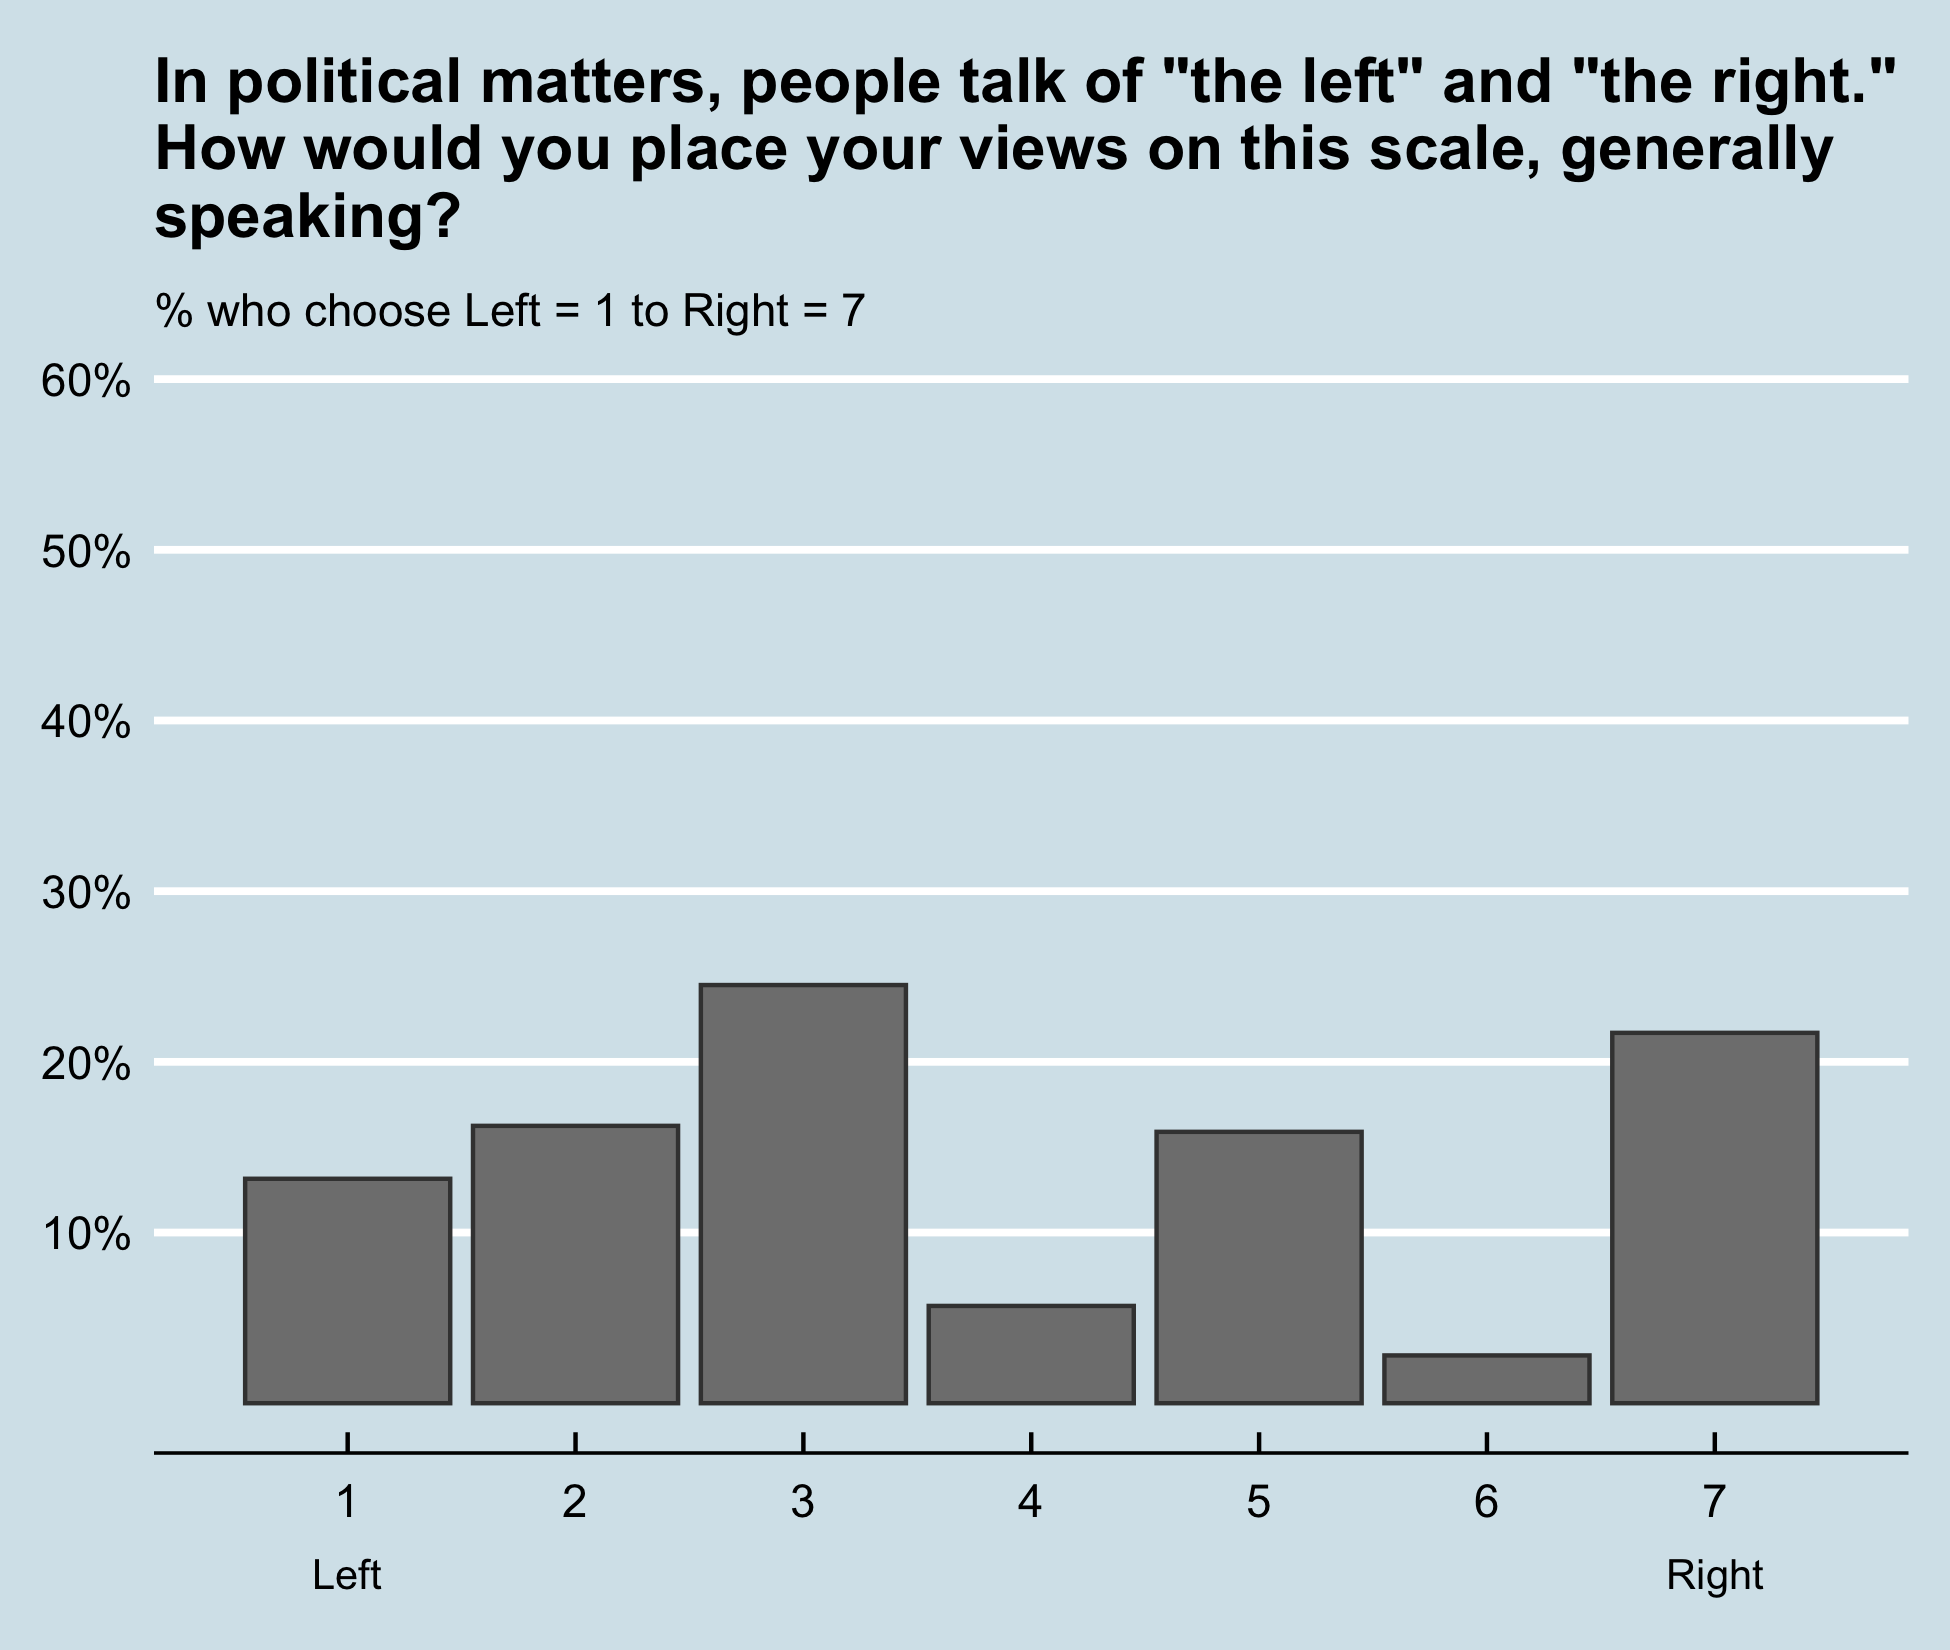 In political matters, people talk of "the left" and "the right."
How would you place your views on this scale, generally
speaking?
% who choose Left = 1 to Right = 7
60%
50%
40%
30%
20%
10%
1 2 3 4 5 6 7
Left Right